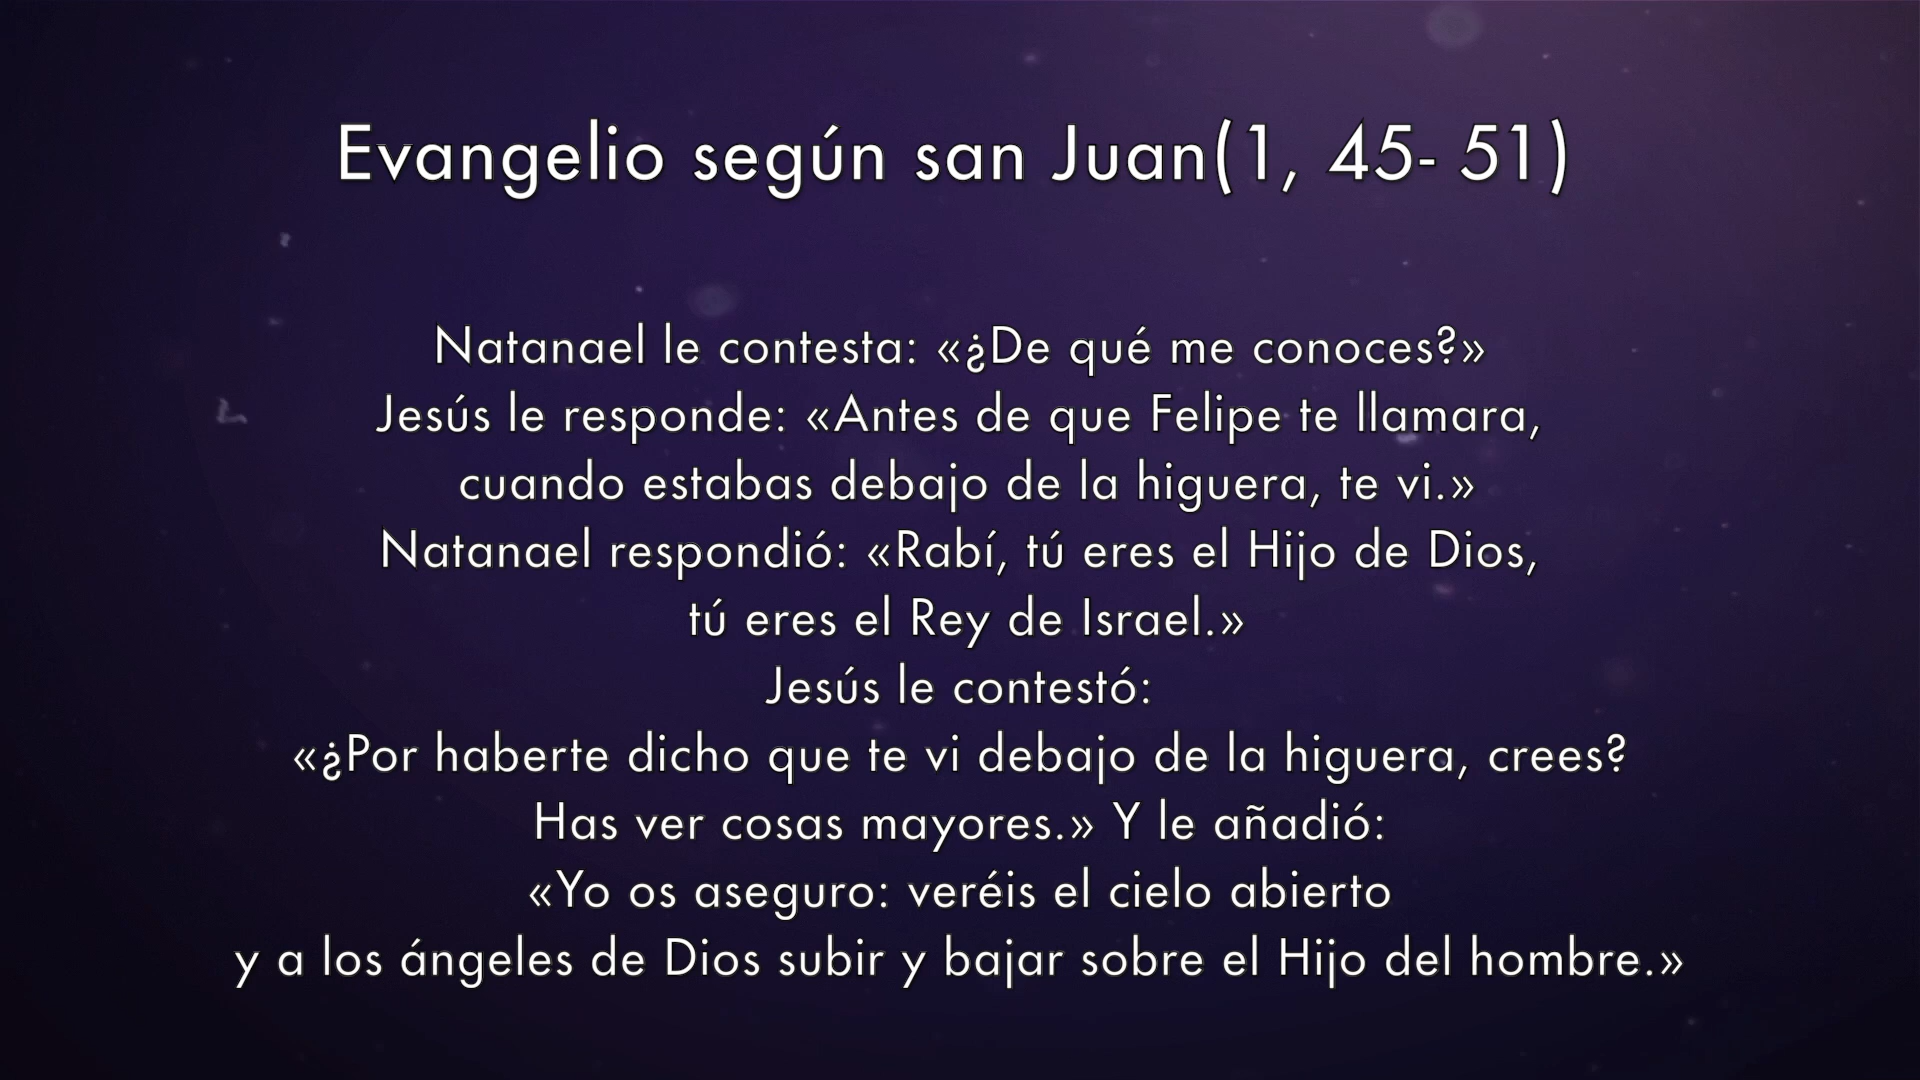 Evangelio según san Juan(1, 45- 51)
Natanael le contesta: «¿De qué me conoces?»
Jesús le responde: «Antes de que Felipe te llamara,
cuando estabas debajo de la higuera, te vi.»
Natanael respondió: «Rabí, tú eres el Hijo de Dios,
tú eres el Rey de Israel.»
Jesús le contestó:
«¿Por haberte dicho que te vi debajo de la higuera, crees?
Has ver cosas mayores.» Y le añadió:
«Yo os aseguro: veréis el cielo abierto
y a los ángeles de Dios subir y bajar sobre el Hijo del hombre.»